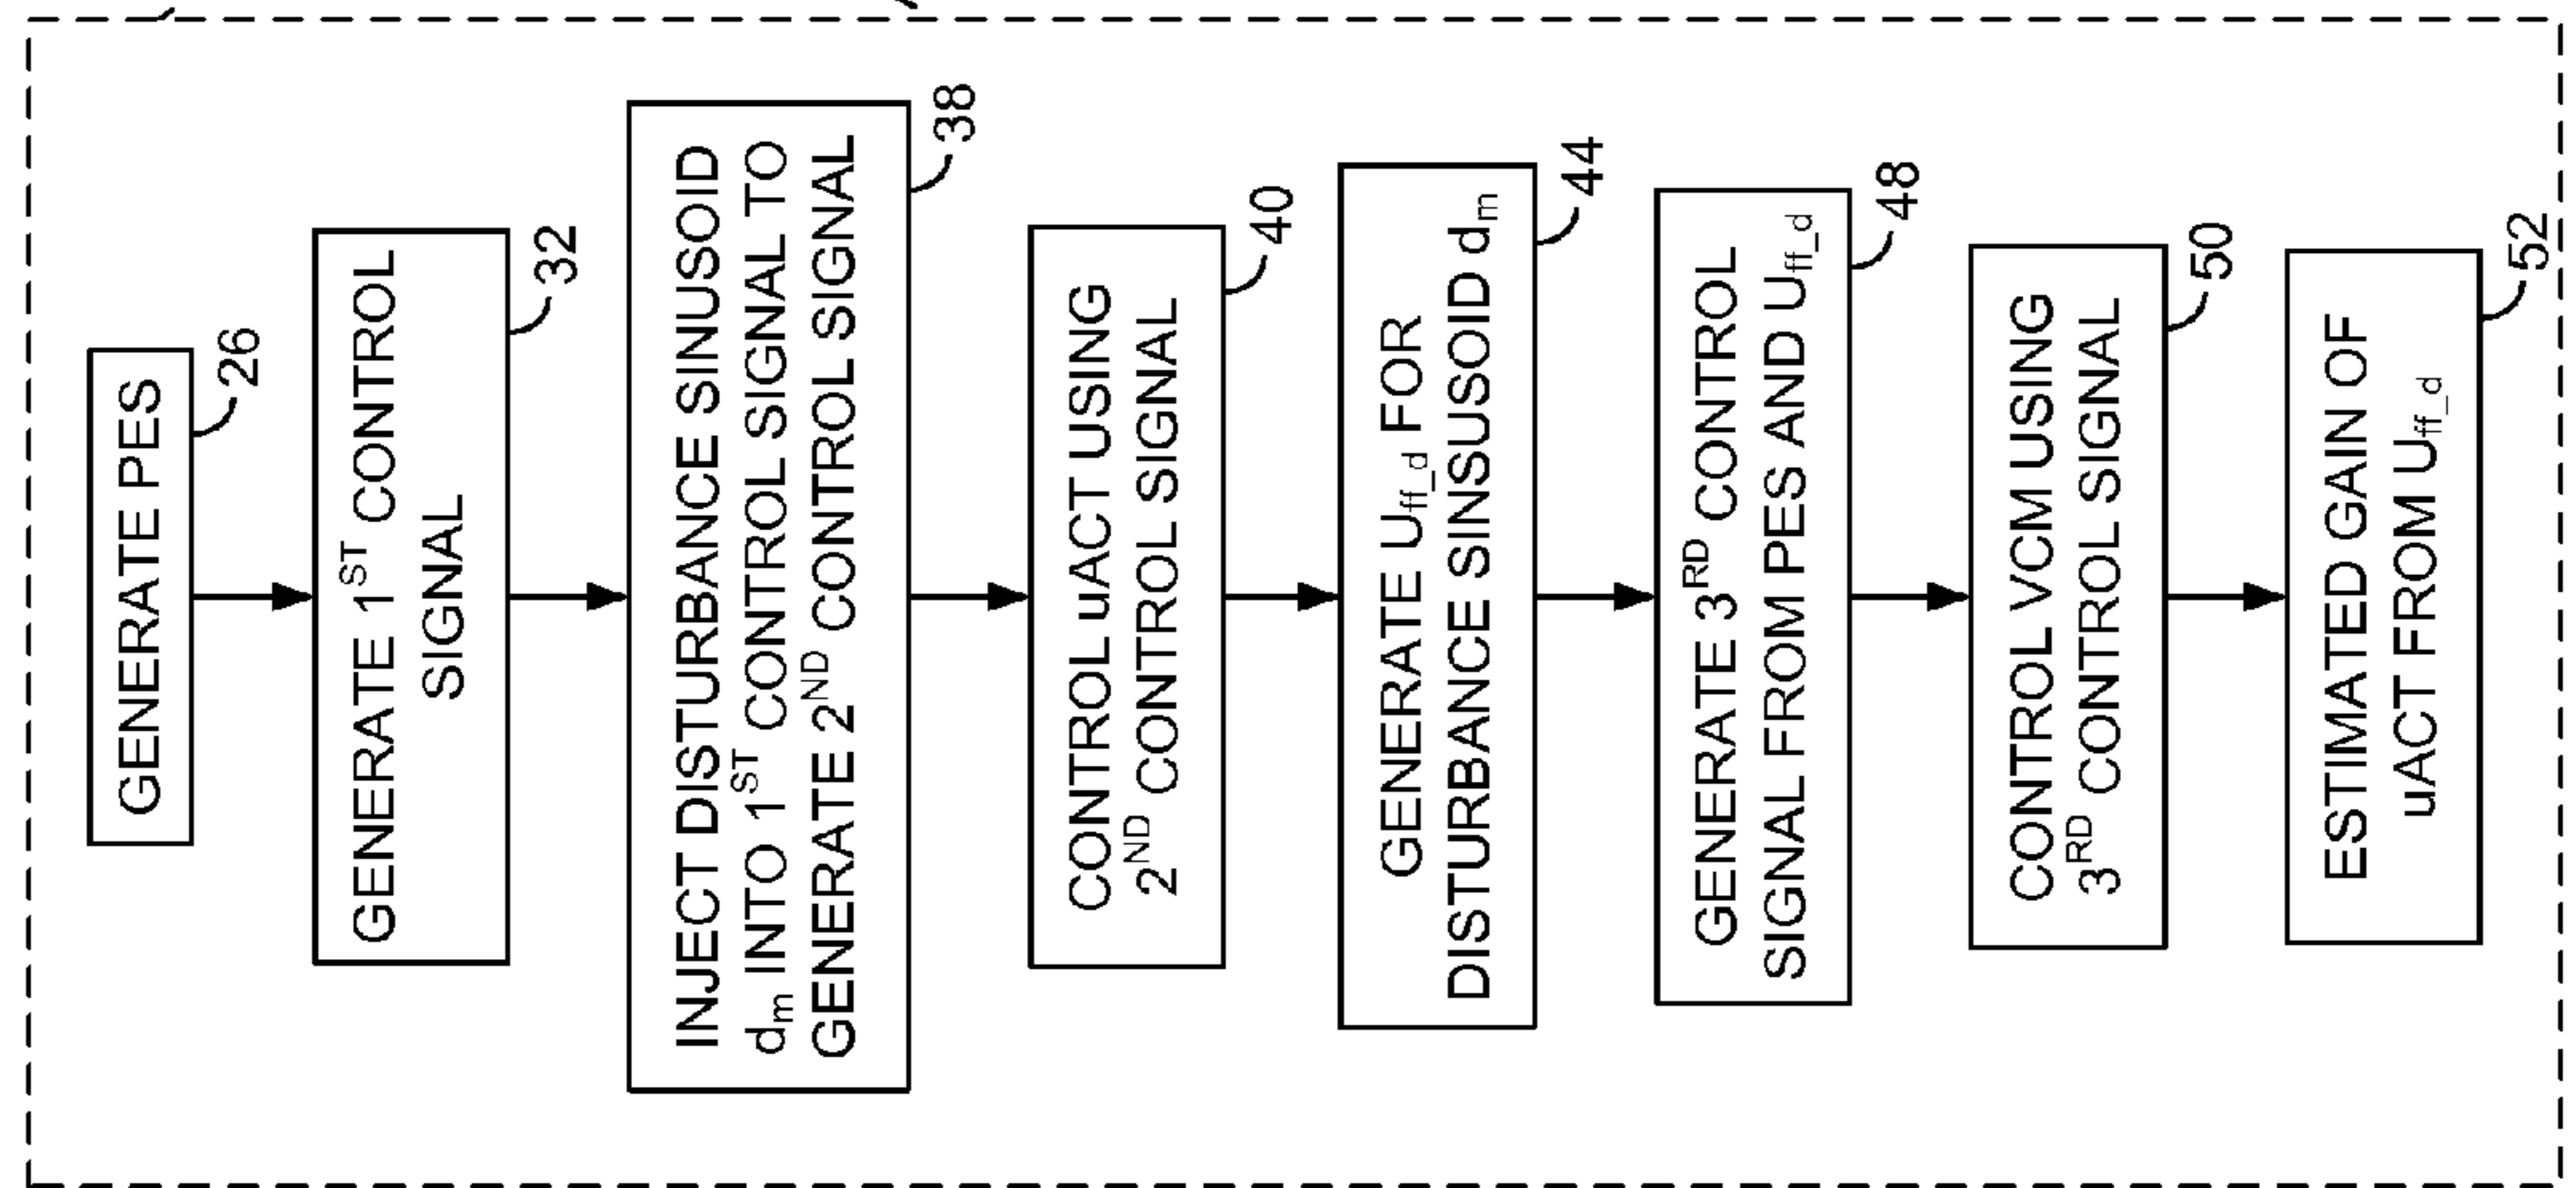 GENERATE PES
26
GENERATE 1ST CONTROL
SIGNAL
32
INJECT DISTURBANCE SINUSOID
dm INTO 1ST CONTROL SIGNAL TO
GENERATE 2ND CONTROL SIGNAL
38
CONTROL uACT USING
2ND CONTROL SIGNAL
40
GENERATE Uff_d FOR
DISTURBANCE SINSUSOID dm
44
GENERATE 3RD CONTROL
SIGNAL FROM PES AND Uff_d
48
CONTROL VCM USING
3RD CONTROL SIGNAL
50
ESTIMATED GAIN OF
uACT FROM Uff_d
52